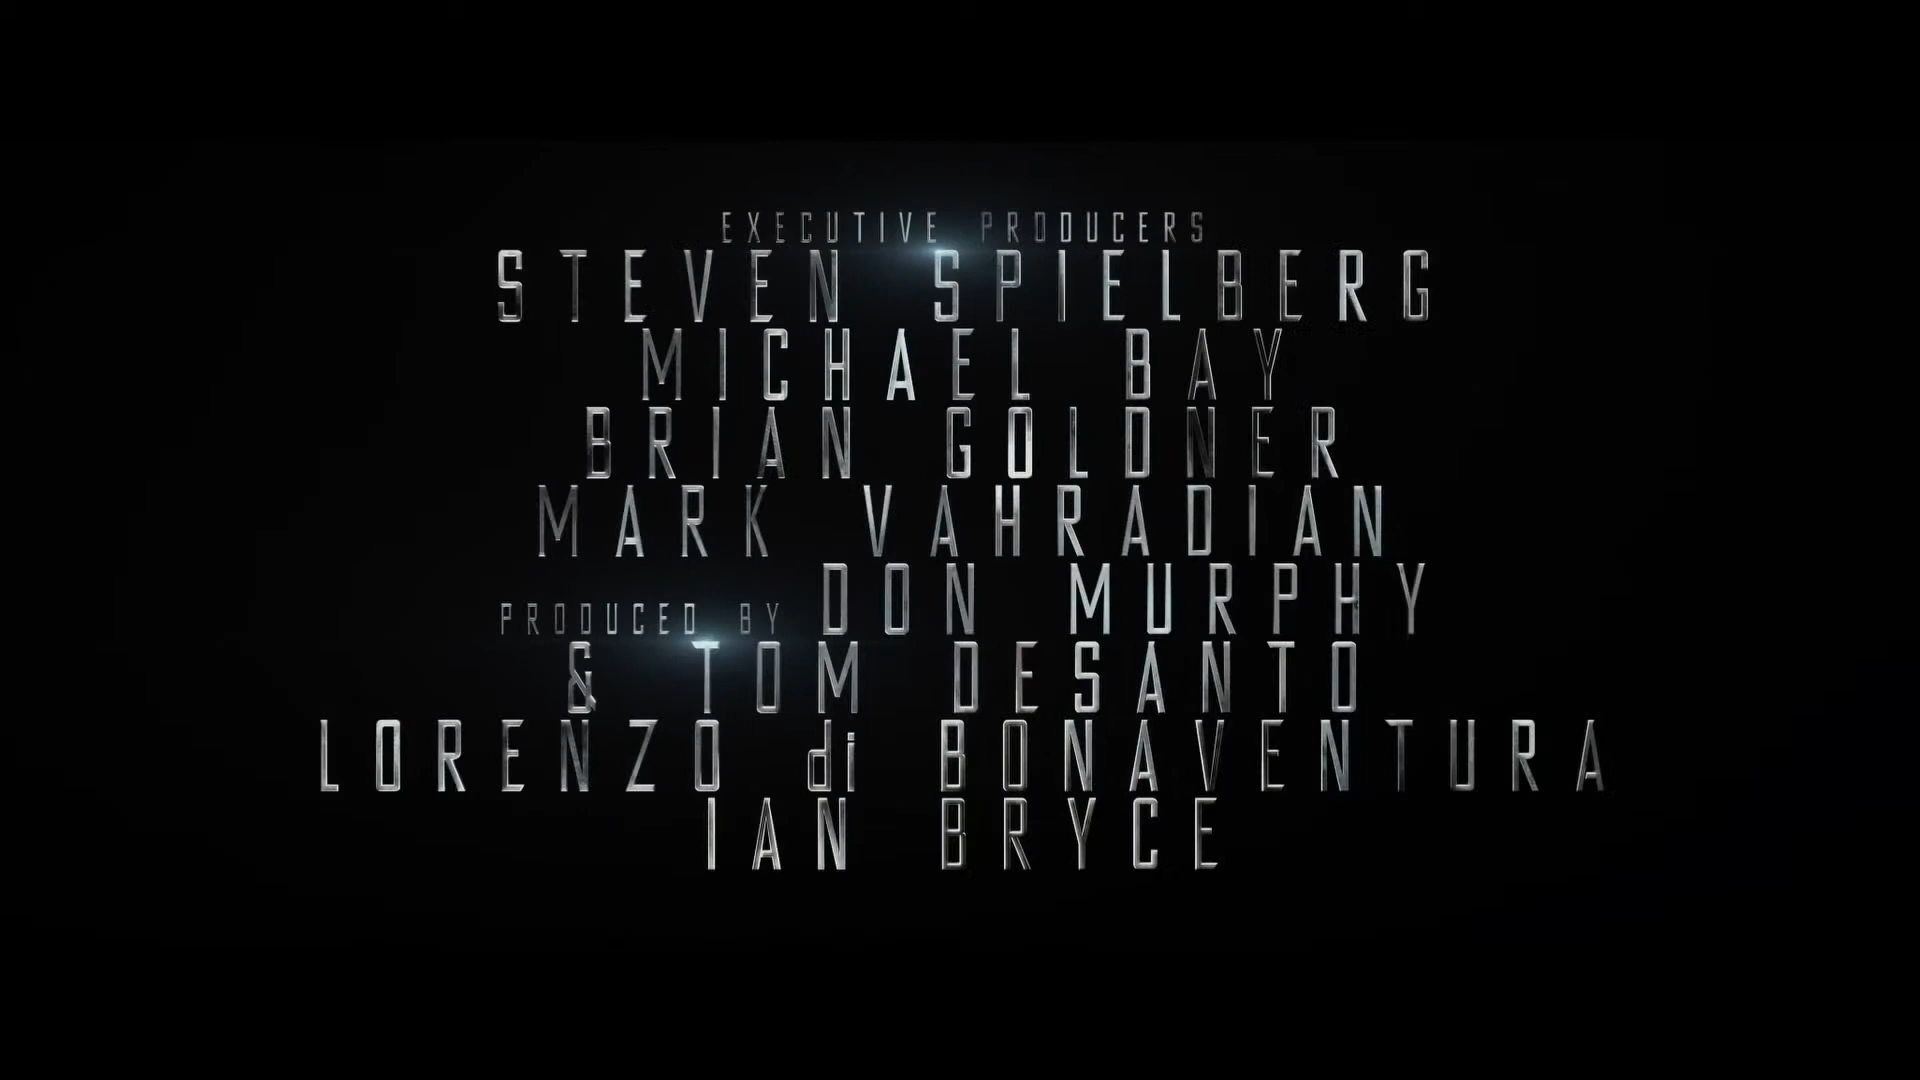 EXECUTIVE PRODUCERS
STEVEN SPIELBERG
MICHAEL BAY
BRIAN GOLDNER
MARK VAHRADIAN
PRODUCED BY DON MURPHY
& TOM DESANTO
LORENZO di BONAVENTURA
IAN BRYCE